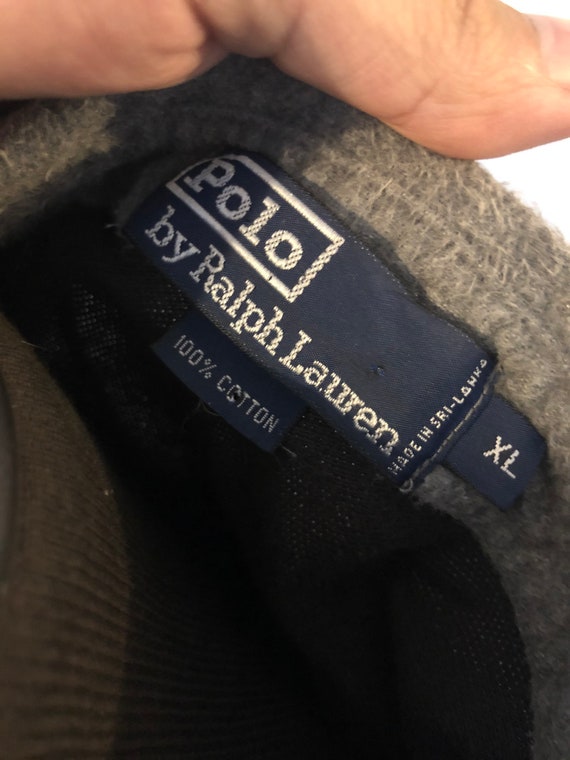 Polo
by Ralph Lauren
MADE IN SRI-LANKA
100% COTTON
XL